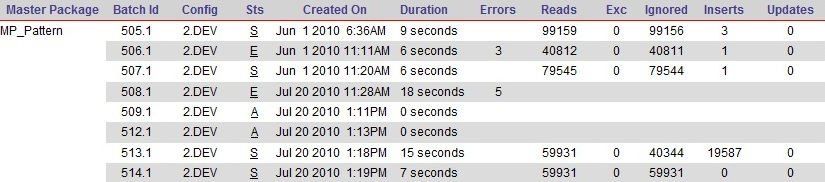 Master Package Batch Id Config Sts Created On Duration Errors Reads Exc Ignored Inserts Updates
MP_Pattern 505.1 2.DEV S Jun 1 2010 6:36AM 9 seconds 99159 0 99156 3 0
506.1 2.DEV E Jun 1 2010 11:11AM 6 seconds 3 40812 0 40811 1 0
507.1 2.DEV S Jun 1 2010 11:20AM 6 seconds 79545 0 79544 1 0
508.1 2.DEV E Jul 20 2010 11:28AM 18 seconds 5
509.1 2.DEV A Jul 20 2010 1:11PM 0 seconds
512.1 2.DEV A Jul 20 2010 1:13PM 0 seconds
513.1 2.DEV S Jul 20 2010 1:18PM 15 seconds 59931 0 40344 19587 0
514.1 2.DEV S Jul 20 2010 1:19PM 7 seconds 59931 0 59931 0 0